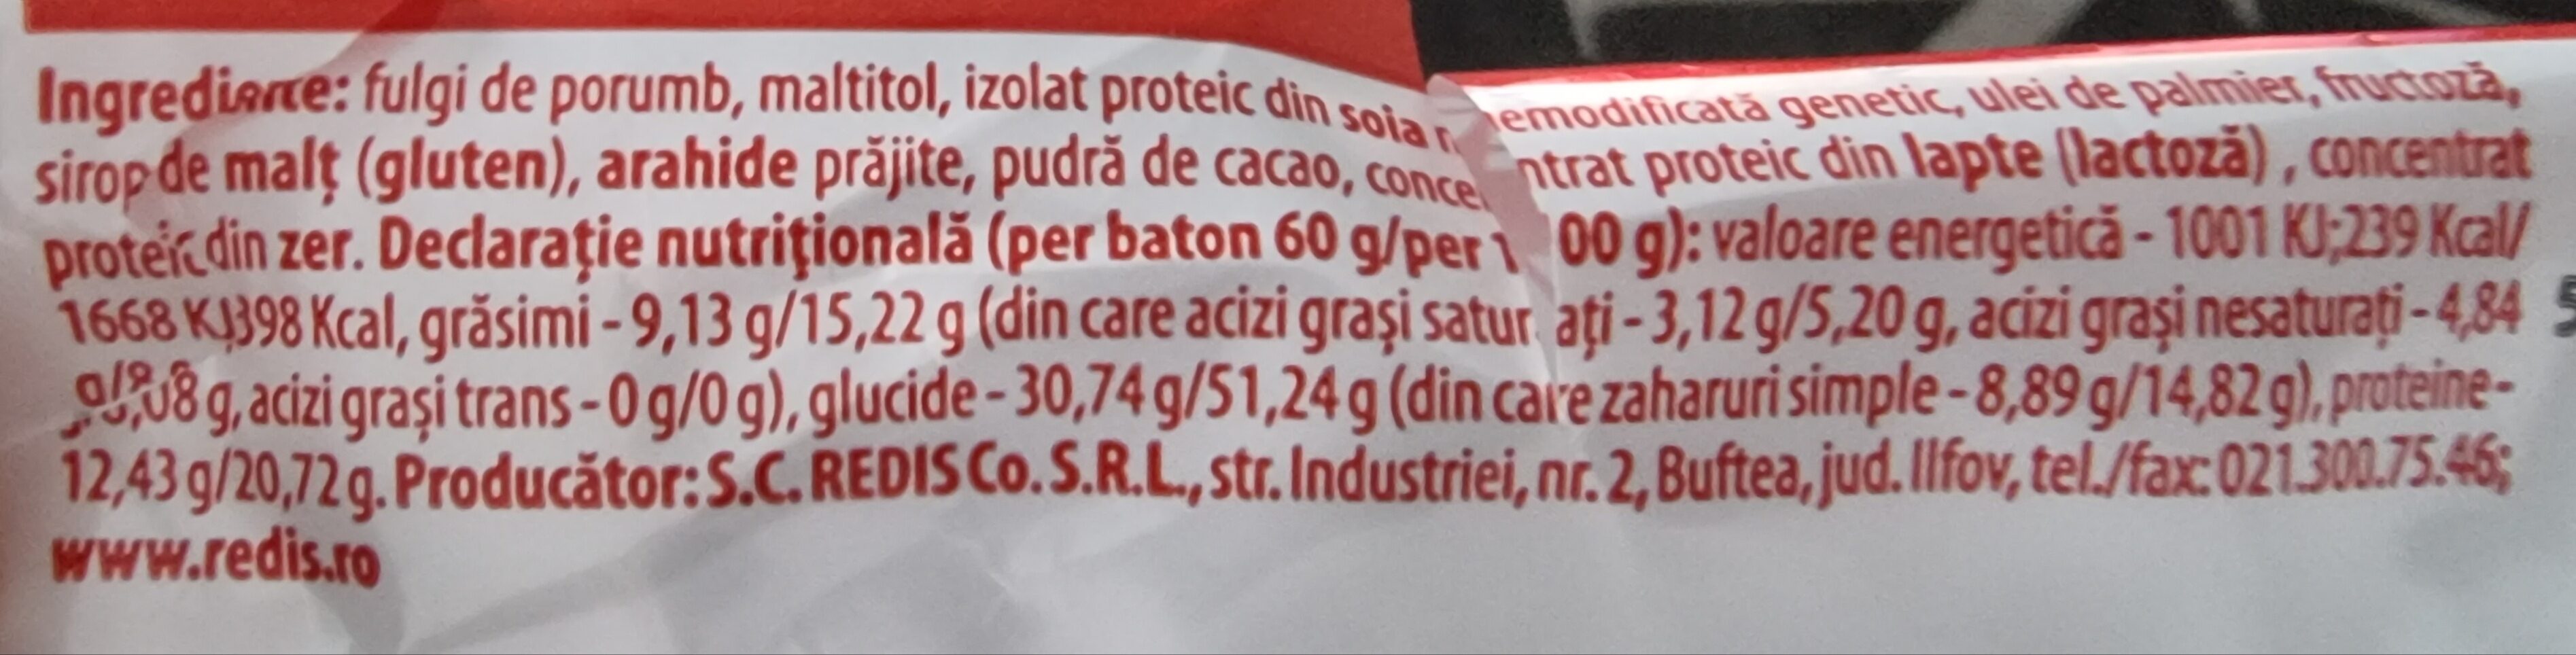 Ingrediente: fulgi de porumb, maltitol, izolat proteic din soia nemodificată genetic, ulei de palmier, fructoză,
sirop de malț (gluten), arahide prăjite, pudră de cacao, concentrat proteic din lapte (lactoză) , concentrat
proteic din zer. Declarație nutrițională (per baton 60 g/per 100 g): valoare energetică - 1001 KJ;239 Kcal/
1668 KJ398 Kcal, grăsimi - 9,13 g/15,22 g (din care acizi grași saturați - 3,12 g/5,20 g, acizi grași nesaturați - 4,84
g/8,08 g, acizi grași trans - 0 g/0 g), glucide - 30,74 g/51,24 g (din care zaharuri simple - 8,89 g/14,82 g), proteine-
12,43 g/20,72 g. Producător: S.C. REDIS Co. S.R.L., str. Industriei, nr. 2, Buftea, jud. Ilfov, tel./fax: 021.300.75.46;
www.redis.ro